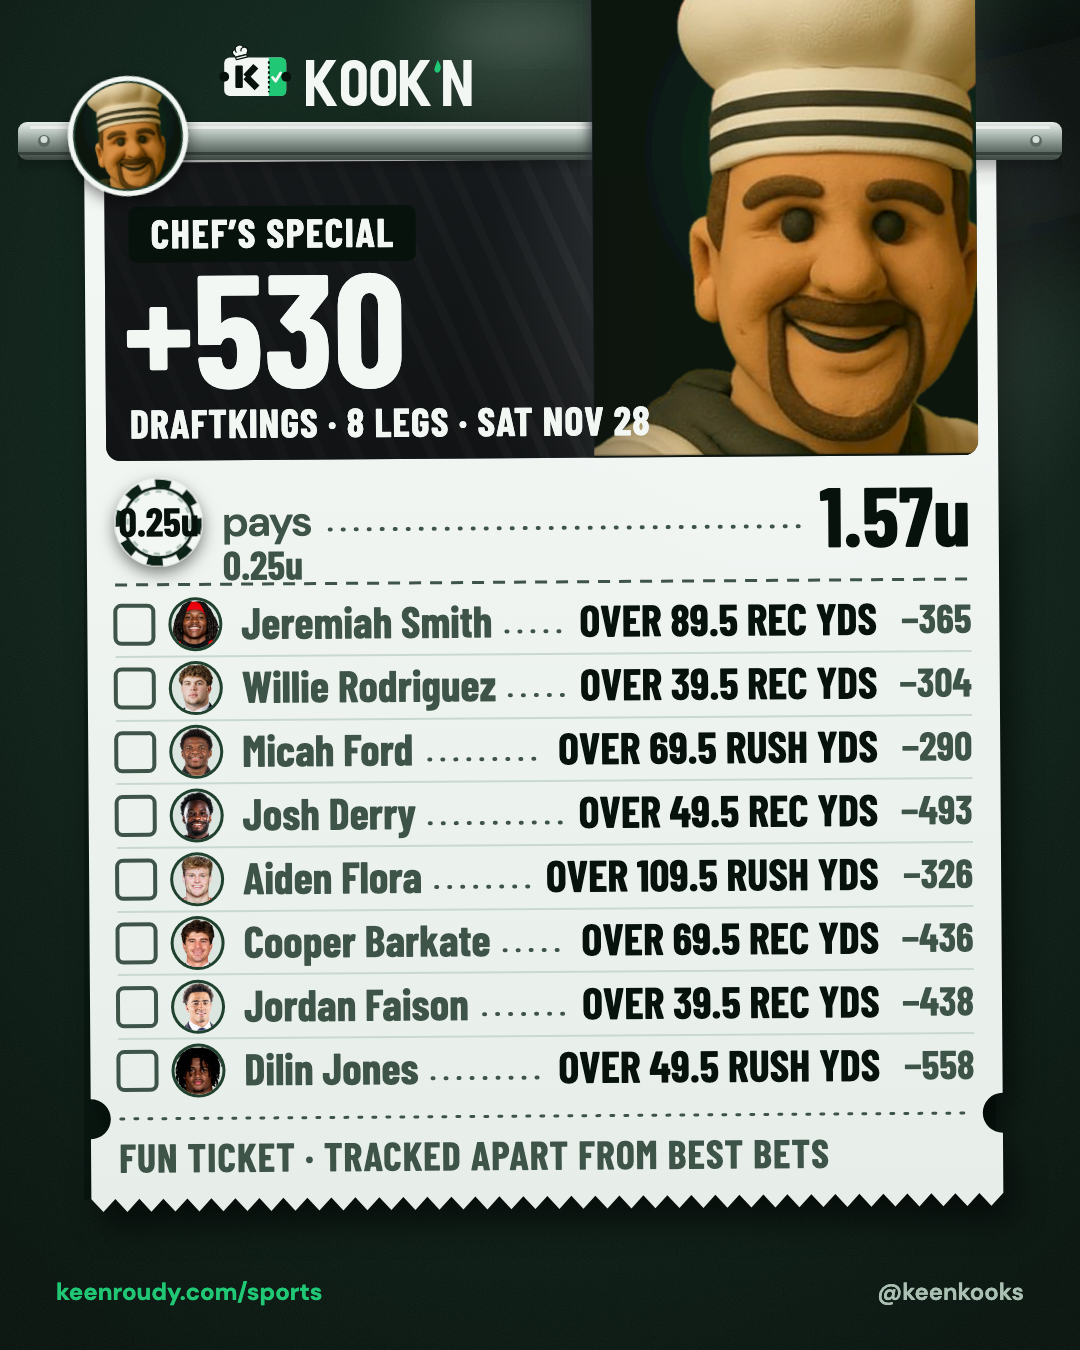 K KOOK'N
CHEF'S SPECIAL
+530
DRAFTKINGS · 8 LEGS · SAT NOV 28
0.25u pays 1.57u
0.25u
Jeremiah Smith ..... OVER 89.5 REC YDS −365
Willie Rodriguez ..... OVER 39.5 REC YDS −304
Micah Ford ......... OVER 69.5 RUSH YDS −290
Josh Derry ........... OVER 49.5 REC YDS −493
Aiden Flora ........ OVER 109.5 RUSH YDS −326
Cooper Barkate ..... OVER 69.5 REC YDS −436
Jordan Faison ....... OVER 39.5 REC YDS −438
Dilin Jones ......... OVER 49.5 RUSH YDS −558
FUN TICKET · TRACKED APART FROM BEST BETS
keenroudy.com/sports @keenkooks